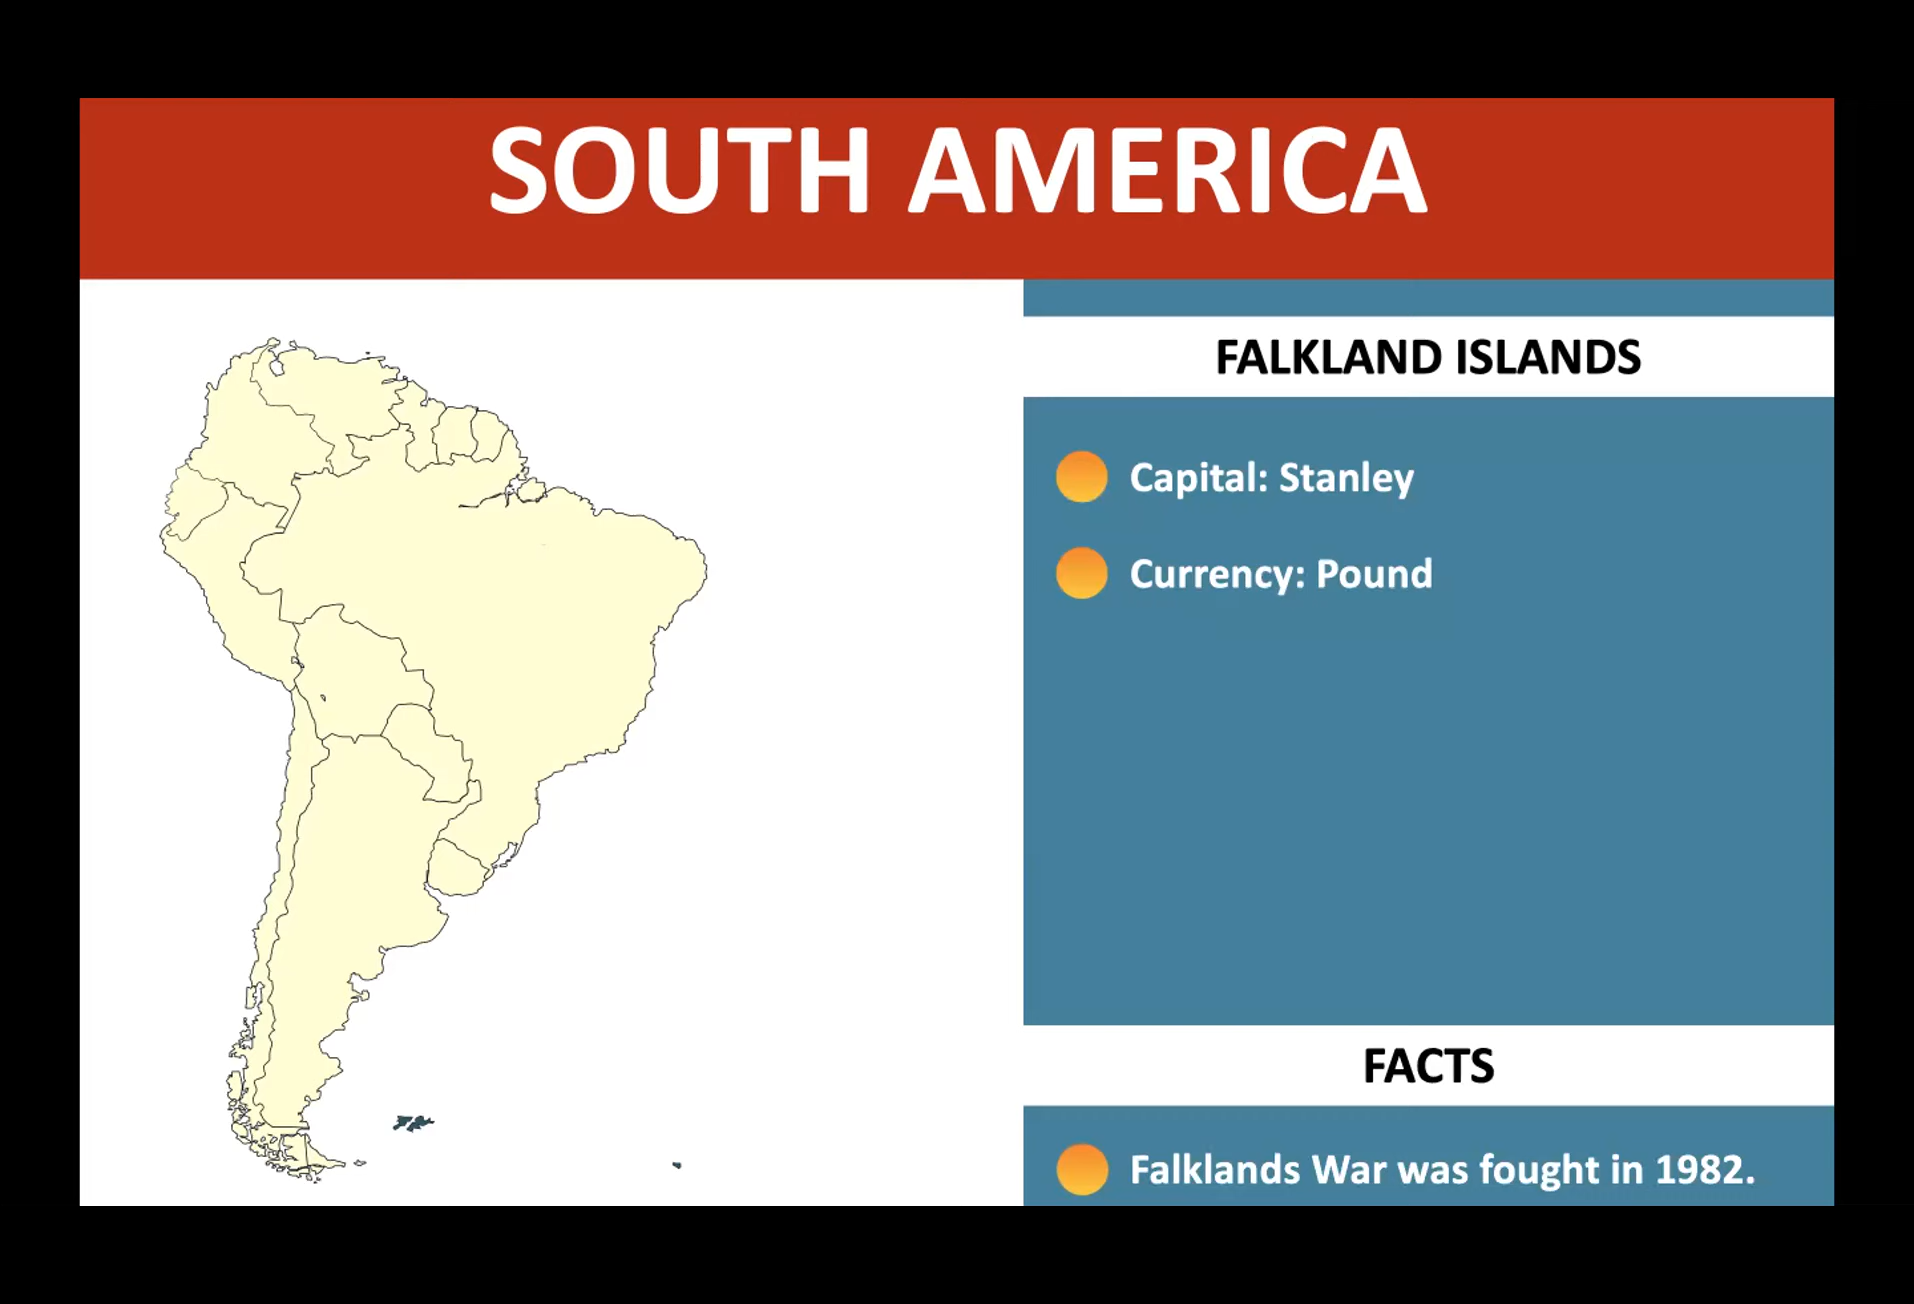 SOUTH AMERICA
FALKLAND ISLANDS
Capital: Stanley
Currency: Pound
FACTS
Falklands War was fought in 1982.